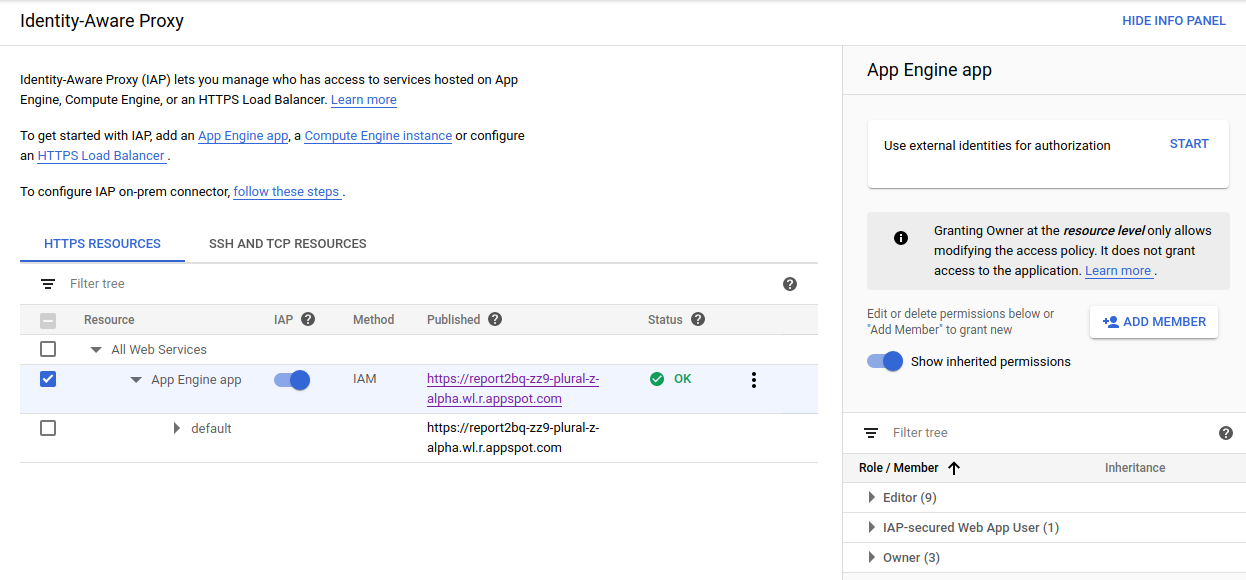 Identity-Aware Proxy
HIDE INFO PANEL
Identity-Aware Proxy (IAP) lets you manage who has access to services hosted on App
Engine, Compute Engine, or an HTTPS Load Balancer. Learn more
To get started with IAP, add an App Engine app, a Compute Engine instance or configure
an HTTPS Load Balancer .
To configure IAP on-prem connector, follow these steps .
HTTPS RESOURCES
SSH AND TCP RESOURCES
Filter tree
Resource
IAP
Method
Published
Status
All Web Services
App Engine app
IAM
https://report2bq-zz9-plural-z-
alpha.wl.r.appspot.com
OK
default
https://report2bq-zz9-plural-z-
alpha.wl.r.appspot.com
App Engine app
Use external identities for authorization
START
Granting Owner at the resource level only allows
modifying the access policy. It does not grant
access to the application. Learn more .
Edit or delete permissions below or
"Add Member" to grant new
ADD MEMBER
Show inherited permissions
Filter tree
Role / Member
Inheritance
Editor (9)
IAP-secured Web App User (1)
Owner (3)